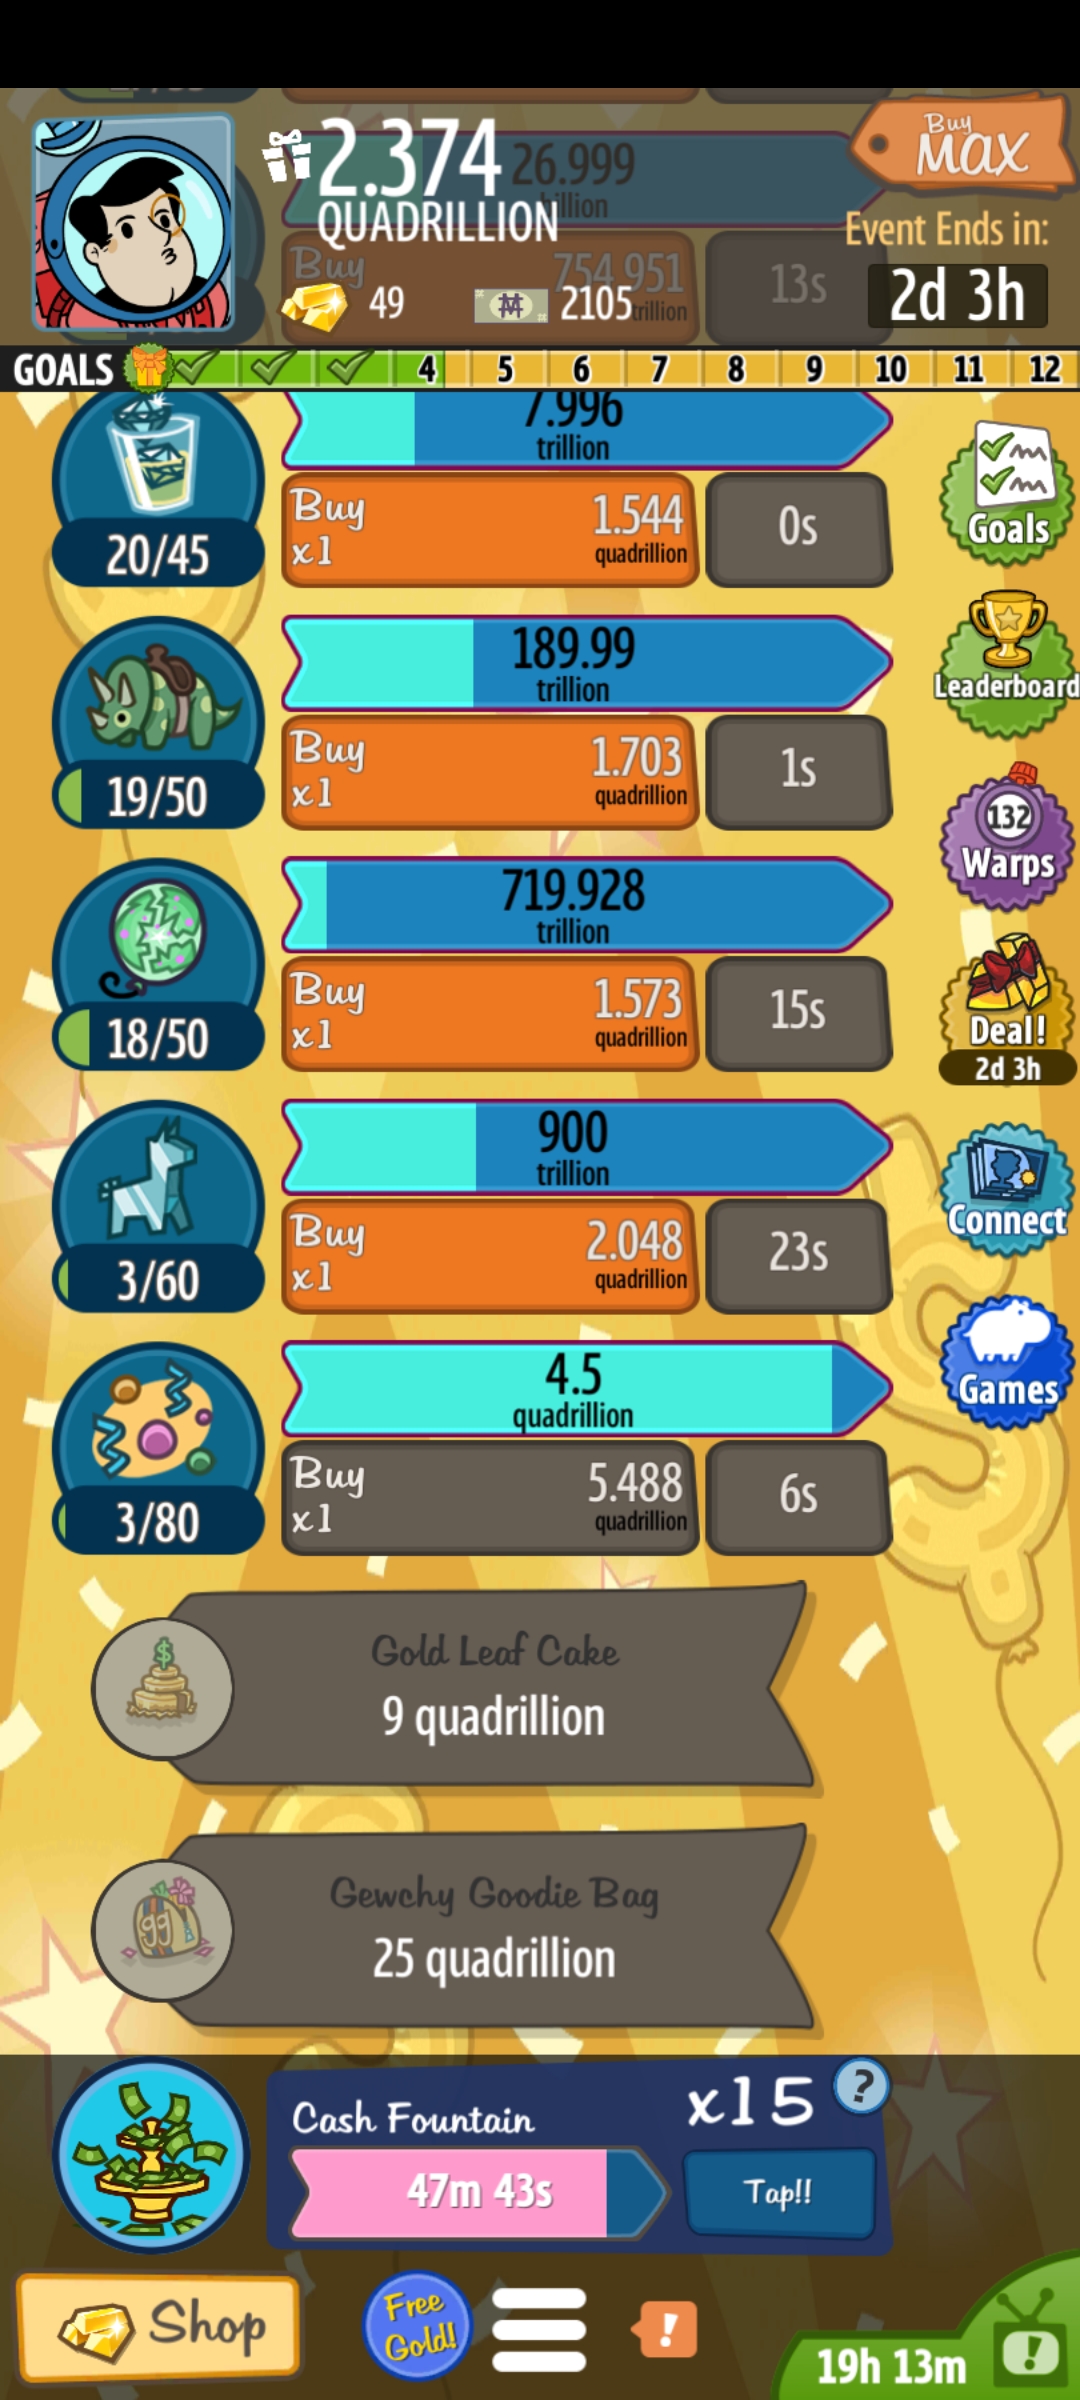 2.374
QUADRILLION
26.999
Buy
MAX
Event Ends in:
2d 3h
Buy
754.951
trillion
13s
49
2105
GOALS 4 5 6 7 8 9 10 11 12
7.996
trillion
Buy
x1
1.544
quadrillion
0s
20/45
Goals
189.99
trillion
Buy
x1
1.703
quadrillion
1s
19/50
Leaderboard
719.928
trillion
Buy
x1
1.573
quadrillion
15s
18/50
132
Warps
Deal!
2d 3h
900
trillion
Buy
x1
2.048
quadrillion
23s
3/60
Connect
4.5
quadrillion
Buy
x1
5.488
quadrillion
6s
3/80
Games
Gold Leaf Cake
9 quadrillion
Gewchy Goodie Bag
25 quadrillion
gg
Cash Fountain
x15
?
47m 43s
Tap!!
Shop
Free
Gold!
!
19h 13m
!